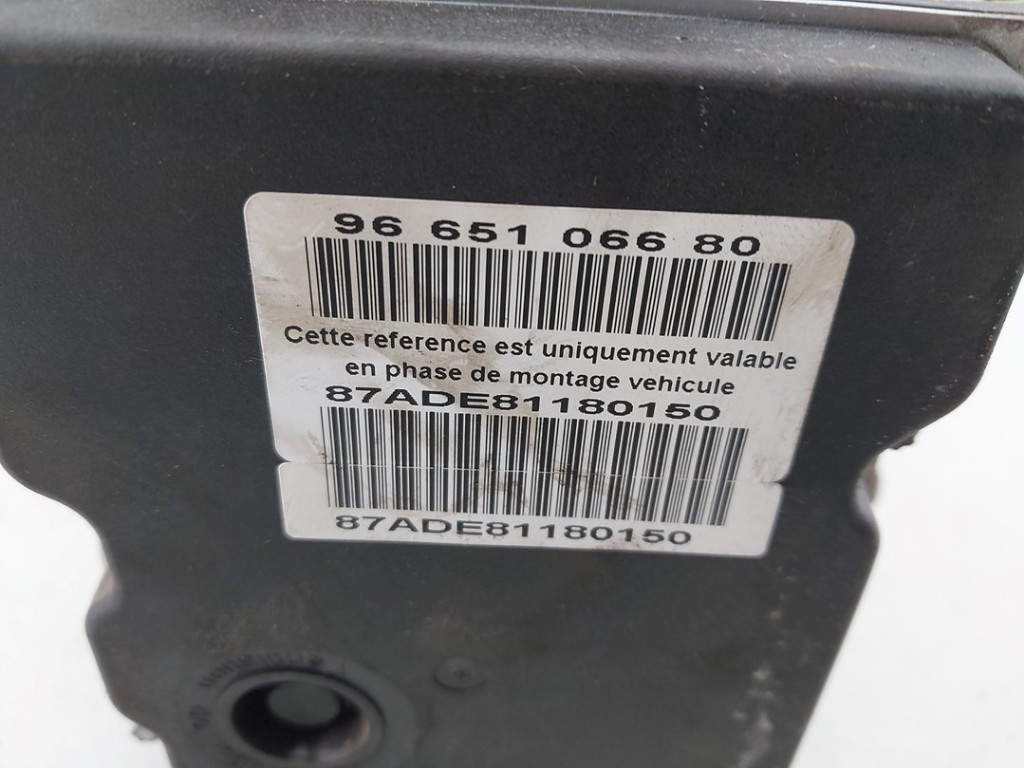 96 651 066 80
Cette reference est uniquement valable
en phase de montage vehicule
87ADE81180150
87ADE81180150